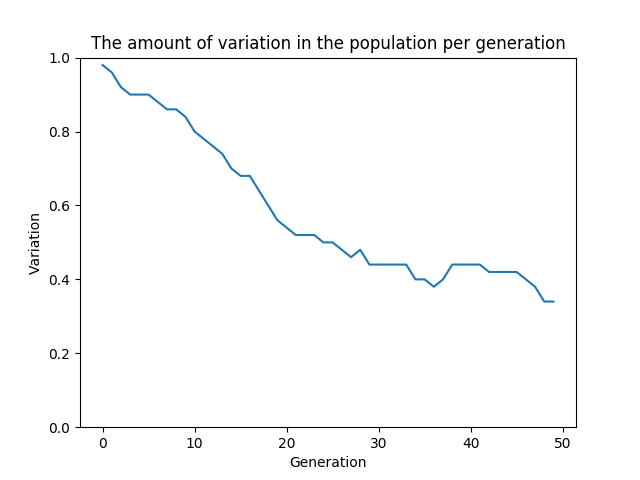 The amount of variation in the population per generation
1.0
0.8
0.6
0.4
0.2
0.0
Variation
0 10 20 30 40 50
Generation